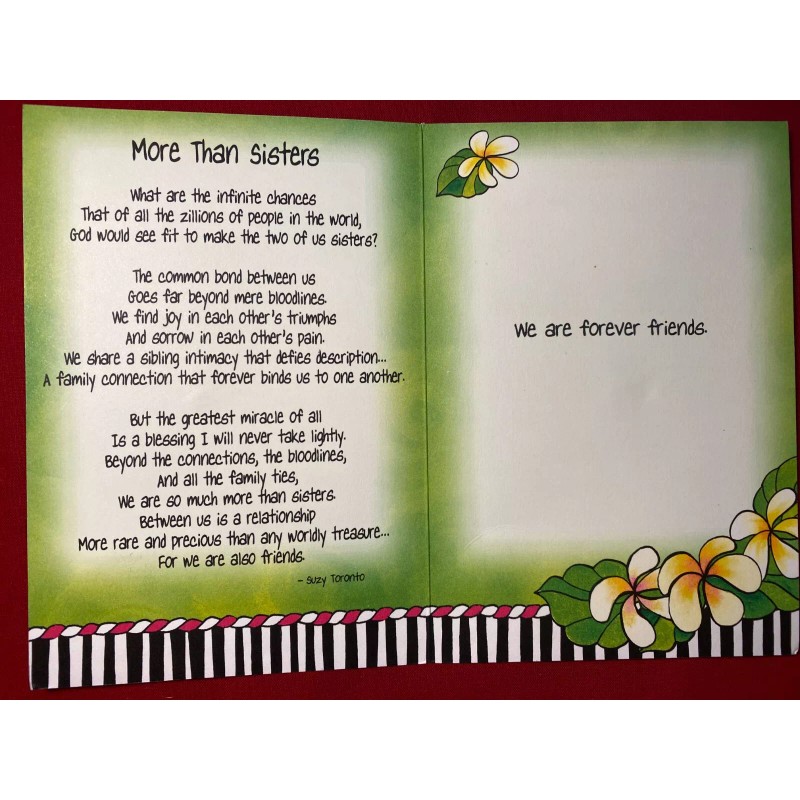 More Than Sisters
What are the infinite chances
That of all the zillions of people in the world,
God would see fit to make the two of us sisters?
The common bond between us
Goes far beyond mere bloodlines.
We find joy in each other's triumphs
And sorrow in each other's pain.
We share a sibling intimacy that defies description...
A family connection that forever binds us to one another.
But the greatest miracle of all
Is a blessing I will never take lightly.
Beyond the connections, the bloodlines,
And all the family ties,
We are so much more than sisters.
Between us is a relationship
More rare and precious than any worldly treasure...
For we are also friends.
- Suzy Toronto
We are forever friends.